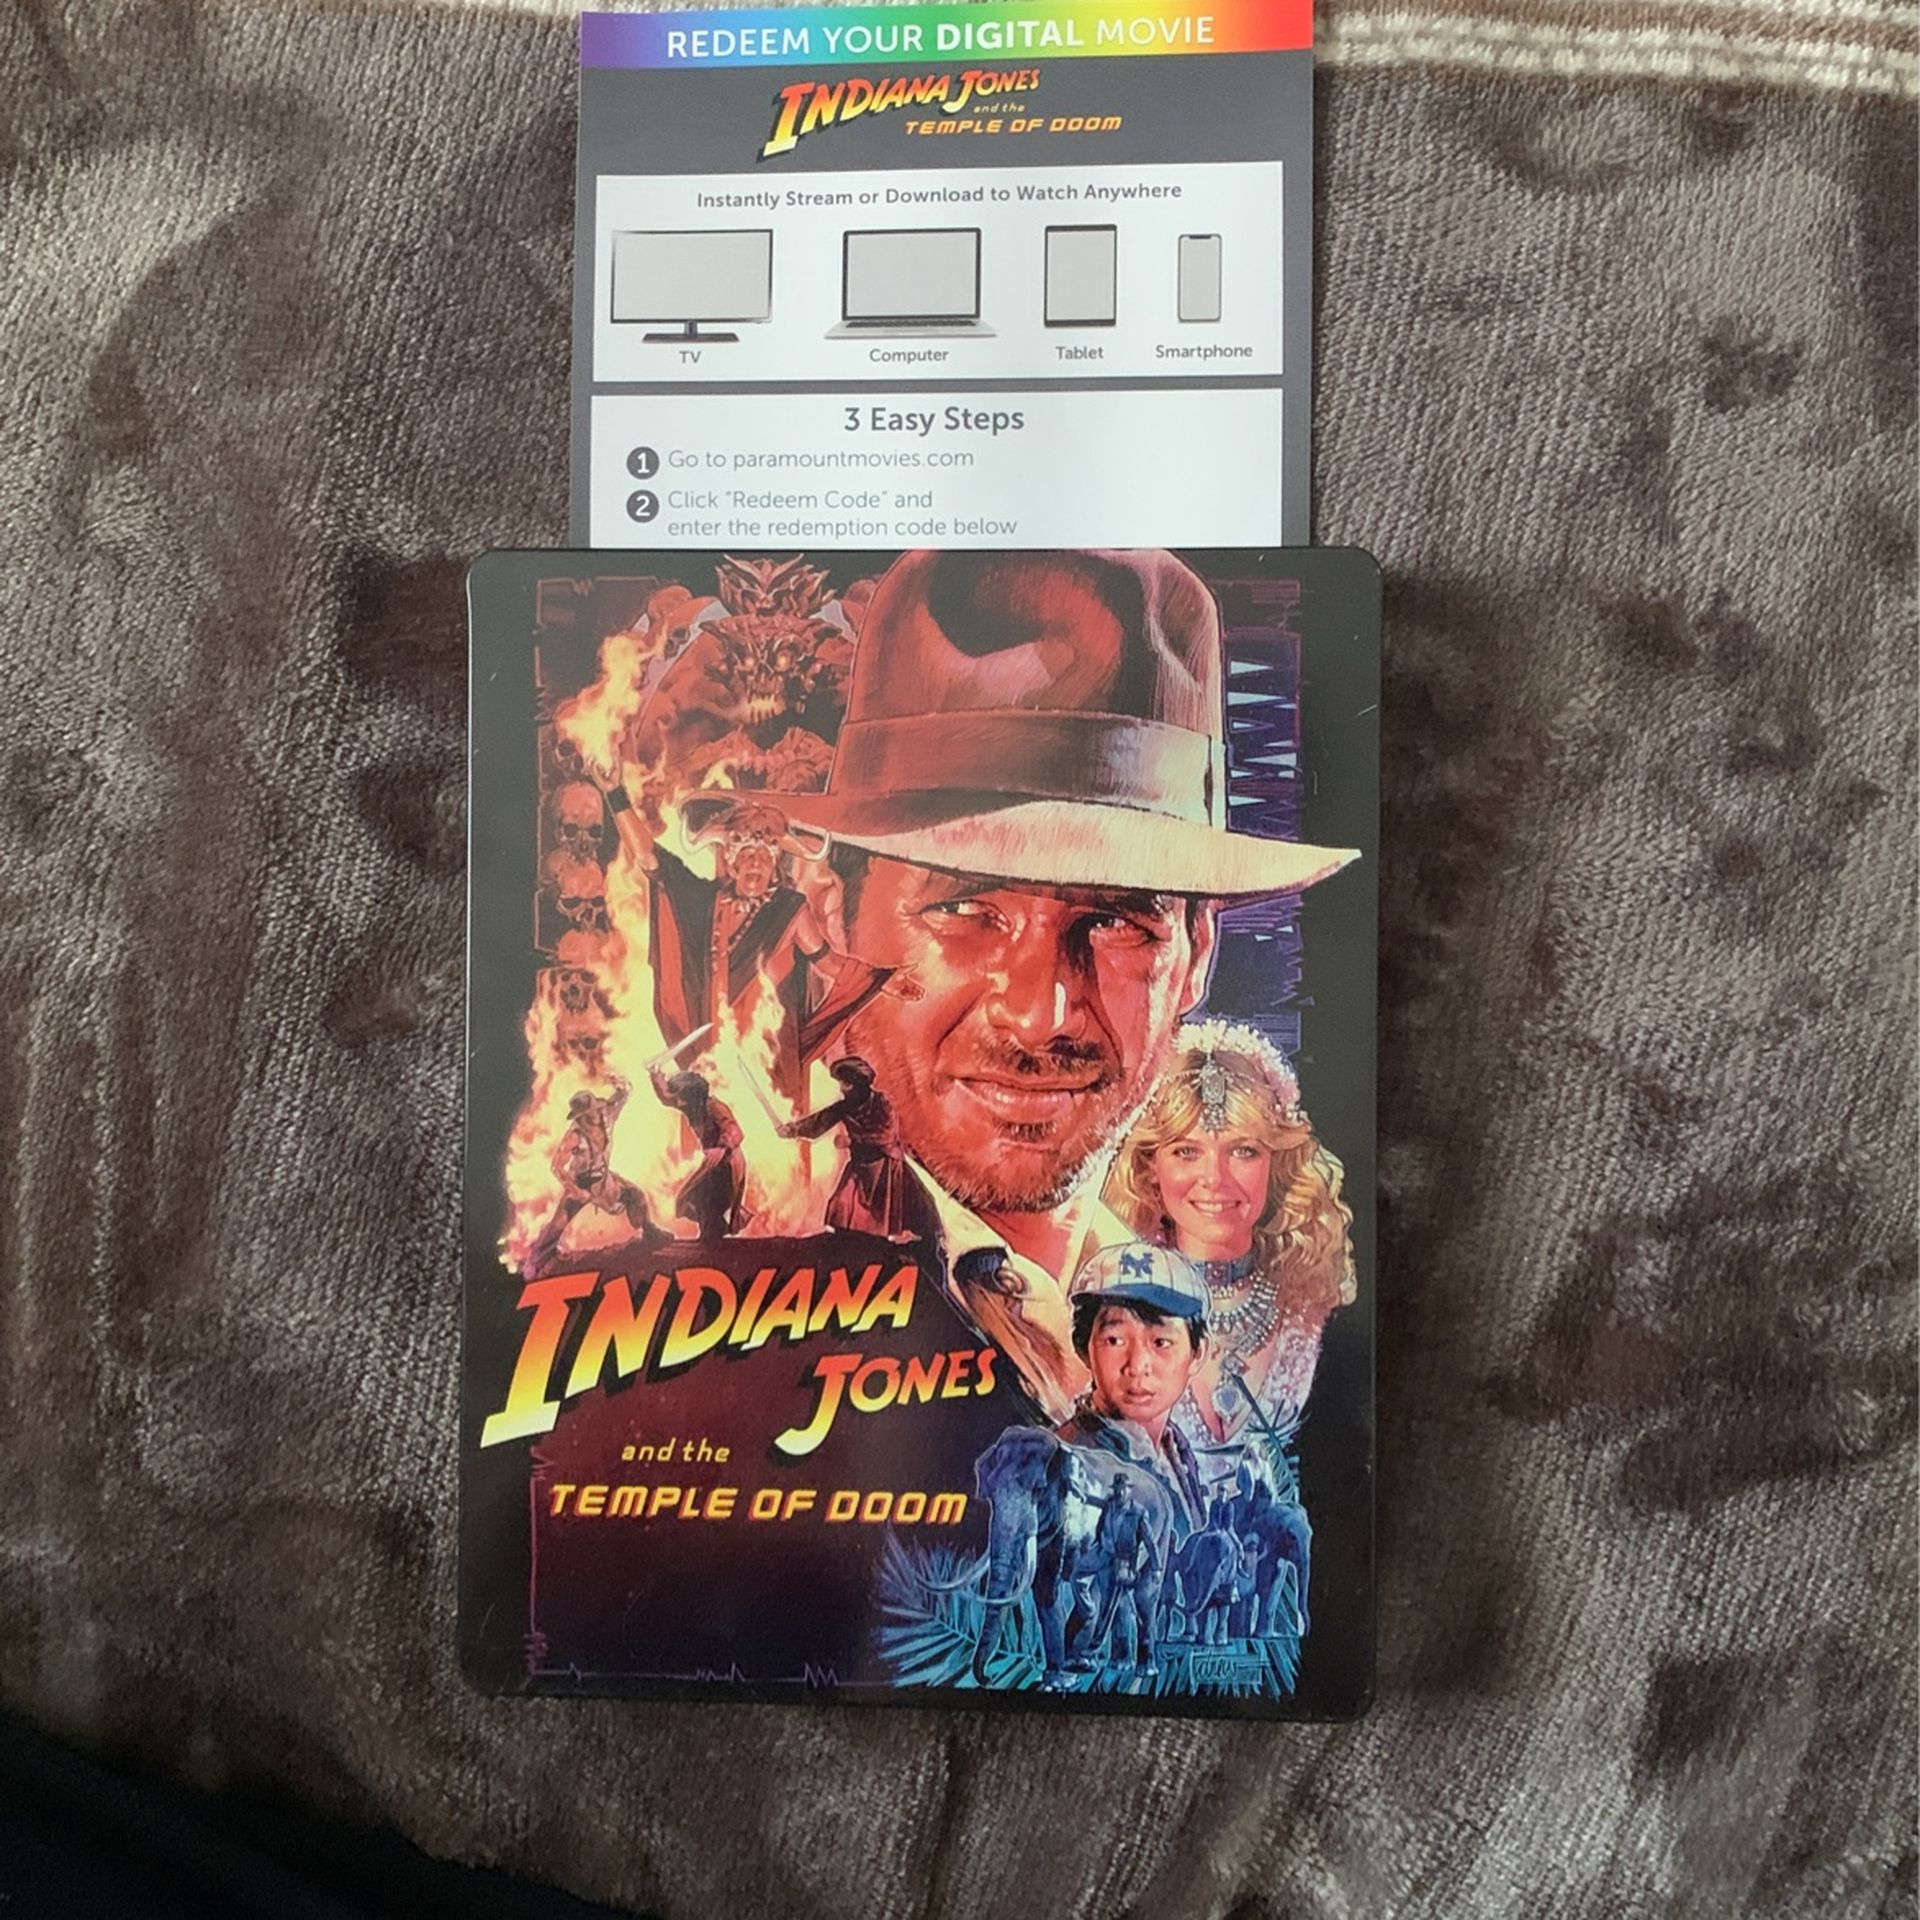 REDEEM YOUR DIGITAL MOVIE
INDIANA JONES
and the
TEMPLE OF DOOM
Instantly Stream or Download to Watch Anywhere
TV Computer Tablet Smartphone
3 Easy Steps
1 Go to paramountmovies.com
2 Click "Redeem Code" and
enter the redemption code below
NY
INDIANA
JONES
and the
TEMPLE OF DOOM
drew